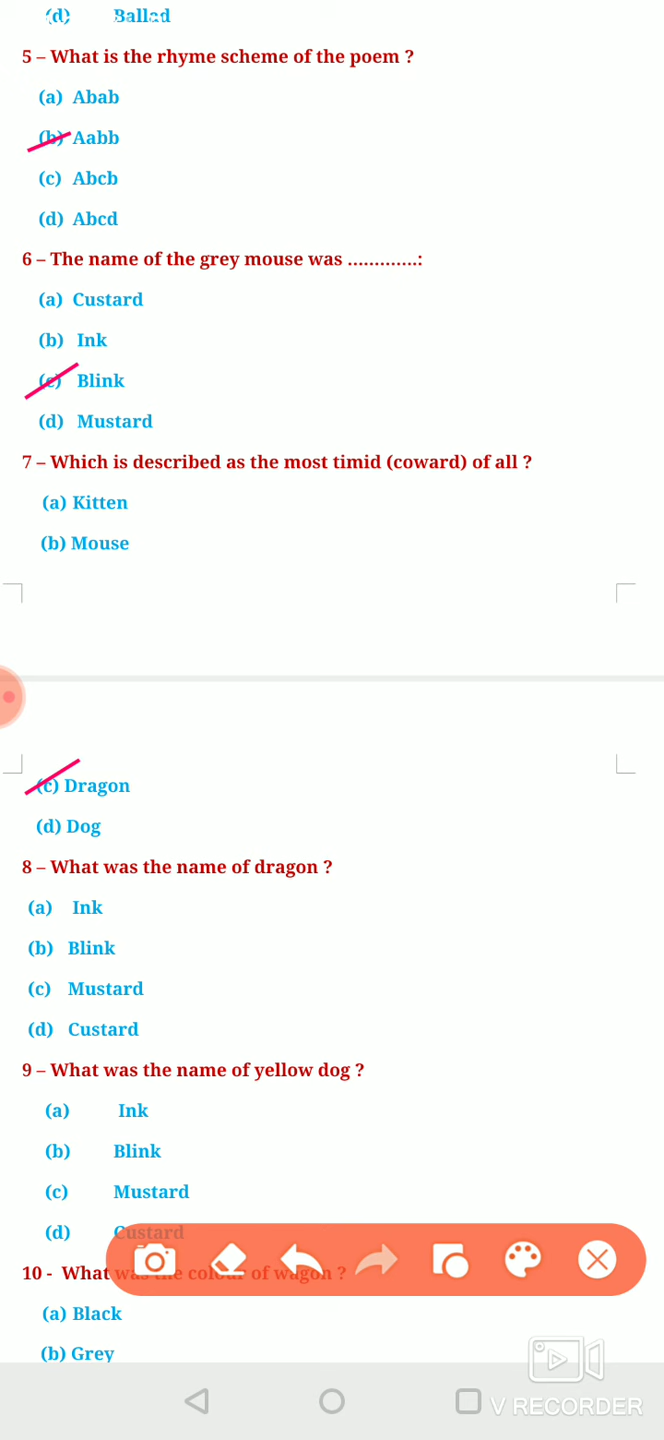 (d) Ballad
5 – What is the rhyme scheme of the poem ?
(a) Abab
(b) Aabb
(c) Abcb
(d) Abcd
6 – The name of the grey mouse was .............:
(a) Custard
(b) Ink
(c) Blink
(d) Mustard
7 – Which is described as the most timid (coward) of all ?
(a) Kitten
(b) Mouse
(c) Dragon
(d) Dog
8 – What was the name of dragon ?
(a) Ink
(b) Blink
(c) Mustard
(d) Custard
9 – What was the name of yellow dog ?
(a) Ink
(b) Blink
(c) Mustard
(d) Custard
10 - What was the colour of wagon ?
(a) Black
(b) Grey
V RECORDER